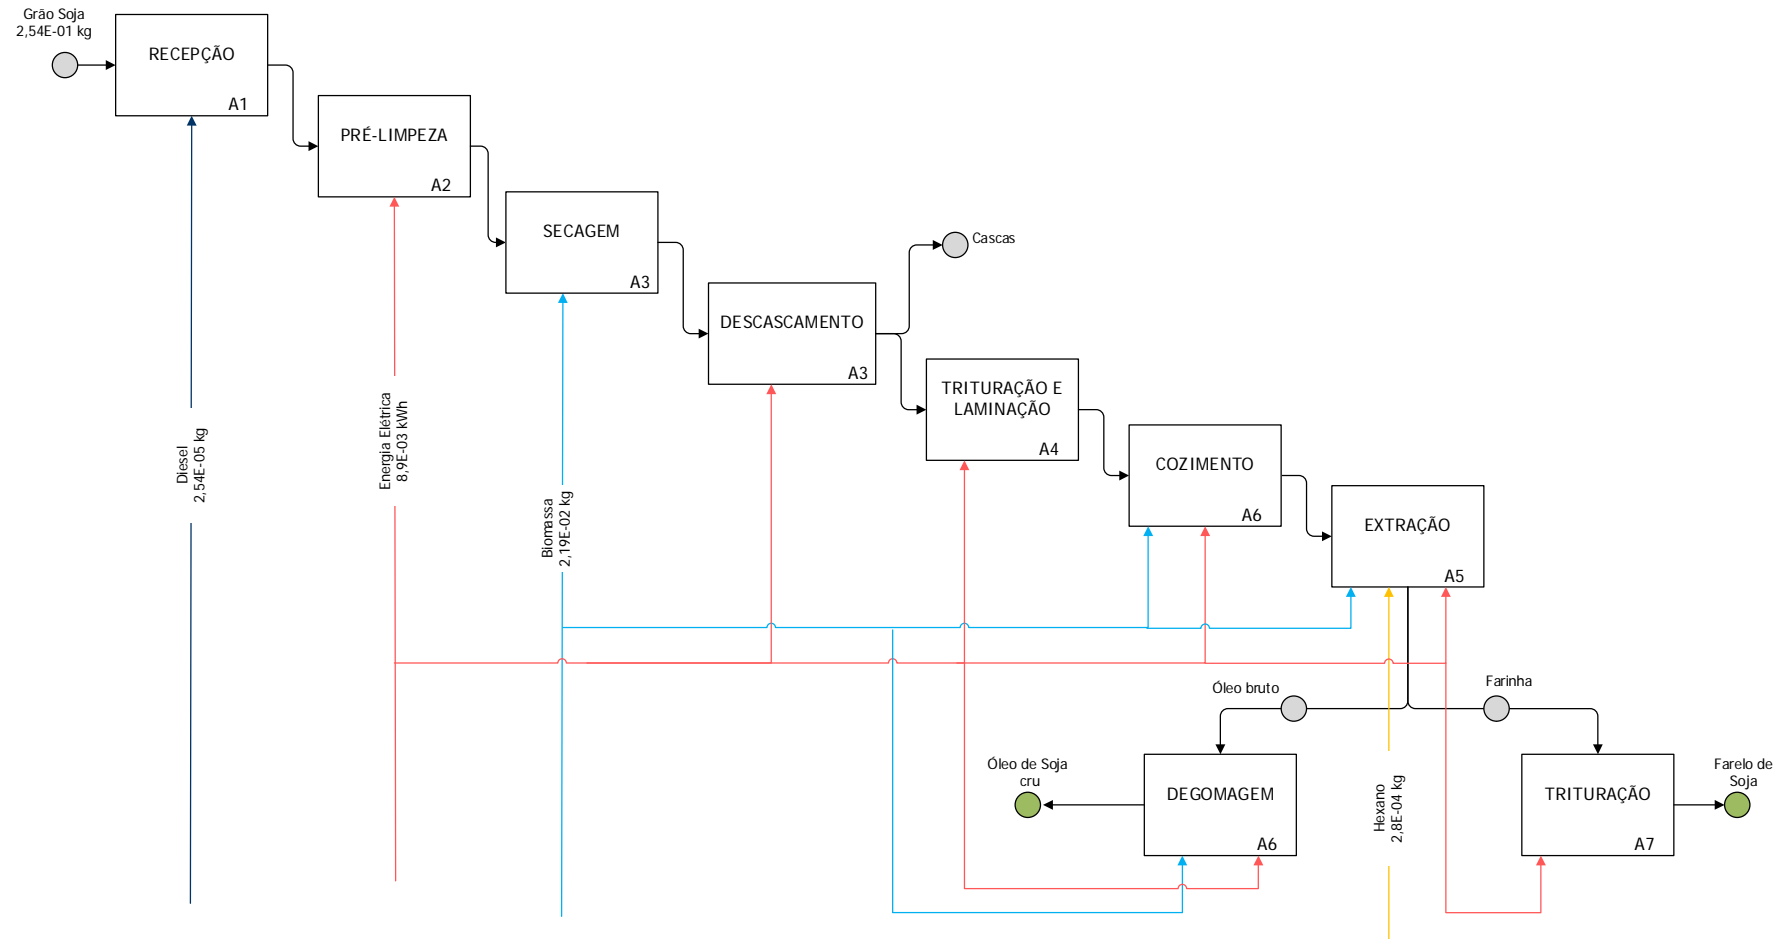 Grão Soja
2,54E-01 kg
RECEPÇÃO
A1
PRÉ-LIMPEZA
A2
SECAGEM
A3
Cascas
DESCASCAMENTO
A3
TRITURAÇÃO E
LAMINAÇÃO
A4
COZIMENTO
A6
EXTRAÇÃO
A5
Diesel
2,54E-05 kg
Energia Elétrica
8,9E-03 kWh
Biomassa
2,19E-02 kg
Óleo bruto
Farinha
Óleo de Soja
cru
DEGOMAGEM
A6
Hexano
2,8E-04 kg
TRITURAÇÃO
A7
Farelo de
Soja